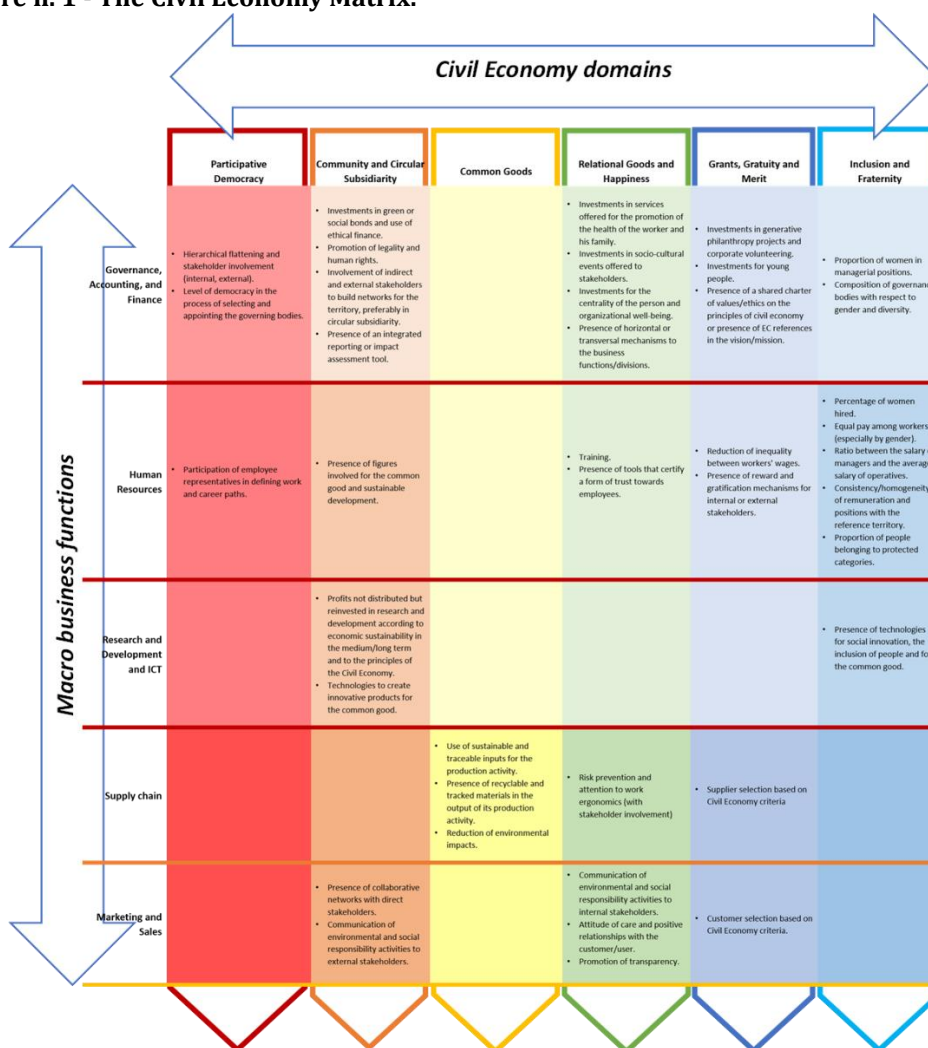 re n. 1 - The Civil Economy Matrix.
Civil Economy domains
Participative
Democracy
Community and Circular
Subsidiarity
Common Goods
Relational Goods and
Happiness
Grants, Gratuity and
Merit
Inclusion and
Fraternity
Macro business functions
Governance,
Accounting, and
Finance
• Hierarchical flattening and
stakeholder involvement
(internal, external).
• Level of democracy in the
process of selecting and
appointing the governing bodies.
• Investments in green or
social bonds and use of
ethical finance.
• Promotion of legality and
human rights.
• Involvement of indirect
and external stakeholders
to build networks for the
territory, preferably in
circular subsidiarity.
• Presence of an integrated
reporting or impact
assessment tool.
• Investments in services
offered for the promotion of
the health of the worker and
his family.
• Investments in socio-cultural
events offered to
stakeholders.
• Investments for the
centrality of the person and
organizational well-being.
• Presence of horizontal or
transversal mechanisms to
the business
functions/divisions.
• Investments in generative
philanthropy projects and
corporate volunteering.
• Investments for young
people.
• Presence of a shared charter
of values/ethics on the
principles of civil economy
or presence of EC references
in the vision/mission.
• Proportion of women in
managerial positions.
• Composition of governanc
bodies with respect to
gender and diversity.
Human
Resources
• Participation of employee
representatives in defining work
and career paths.
• Presence of figures
involved for the common
good and sustainable
development.
• Training.
• Presence of tools that certify
a form of trust towards
employees.
• Reduction of inequality
between workers' wages.
• Presence of reward and
gratification mechanisms for
internal or external
stakeholders.
• Percentage of women
hired.
• Equal pay among workers
(especially by gender).
• Ratio between the salary
managers and the average
salary of operatives.
• Consistency/homogeneity
of remuneration and
positions with the
reference territory.
• Proportion of people
belonging to protected
categories.
Research and
Development
and ICT
• Profits not distributed but
reinvested in research and
development according to
economic sustainability in
the medium/long term
and to the principles of
the Civil Economy.
• Technologies to create
innovative products for
the common good.
• Presence of technologies
for social innovation, the
inclusion of people and fo
the common good.
Supply chain
• Use of sustainable and
traceable inputs for the
production activity.
• Presence of recyclable and
tracked materials in the
output of its production
activity.
• Reduction of environmental
impacts.
• Risk prevention and
attention to work
ergonomics (with
stakeholder involvement)
• Supplier selection based on
Civil Economy criteria
Marketing and
Sales
• Presence of collaborative
networks with direct
stakeholders.
• Communication of
environmental and social
responsibility activities to
external stakeholders.
• Communication of
environmental and social
responsibility activities to
internal stakeholders.
• Attitude of care and positive
relationships with the
customer/user.
• Promotion of transparency.
• Customer selection based on
Civil Economy criteria.